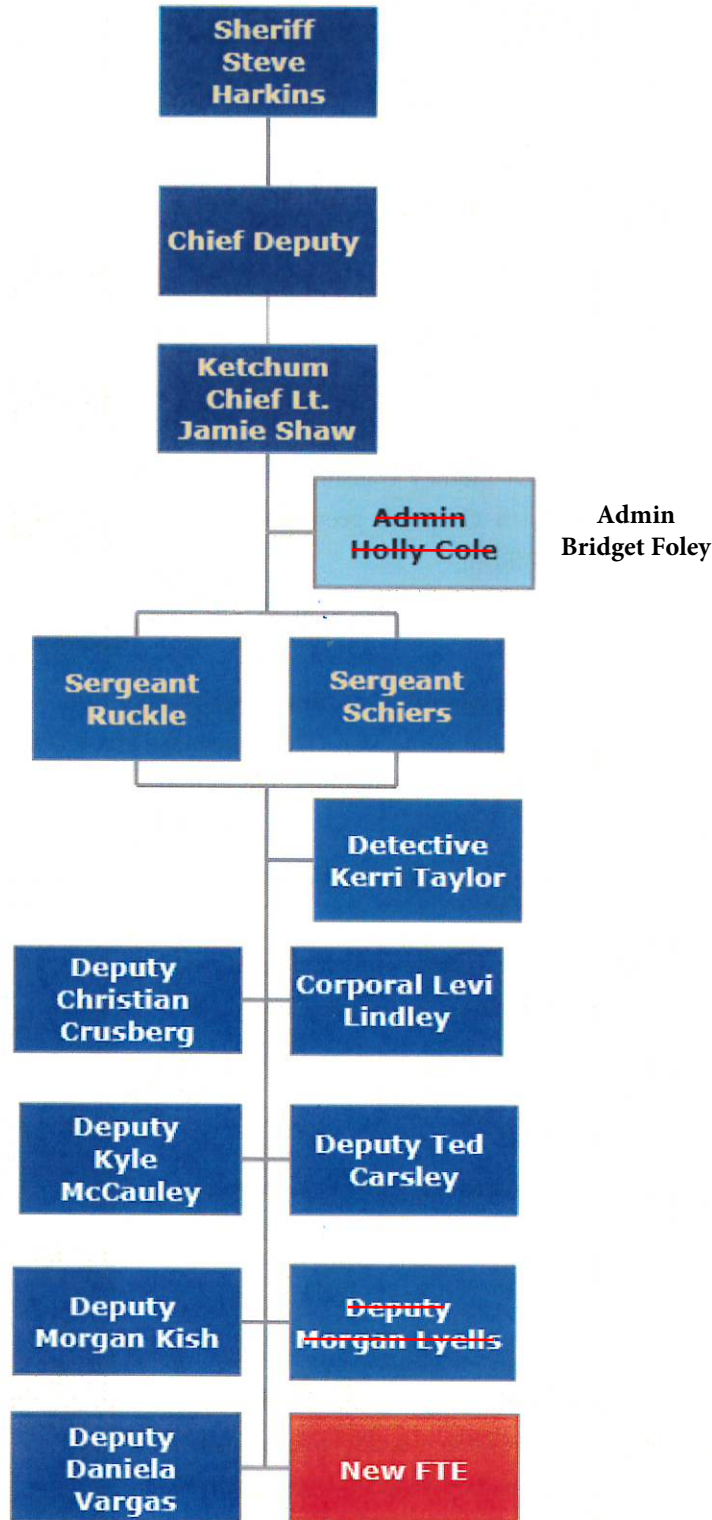 Sheriff
Steve
Harkins
Chief Deputy
Ketchum
Chief Lt.
Jamie Shaw
Admin
Holly Cole
Admin
Bridget Foley
Sergeant
Ruckle
Sergeant
Schiers
Detective
Kerri Taylor
Deputy
Christian
Crusberg
Corporal Levi
Lindley
Deputy
Kyle
McCauley
Deputy Ted
Carsley
Deputy
Morgan Kish
Deputy
Morgan Lyells
Deputy
Daniela
Vargas
New FTE